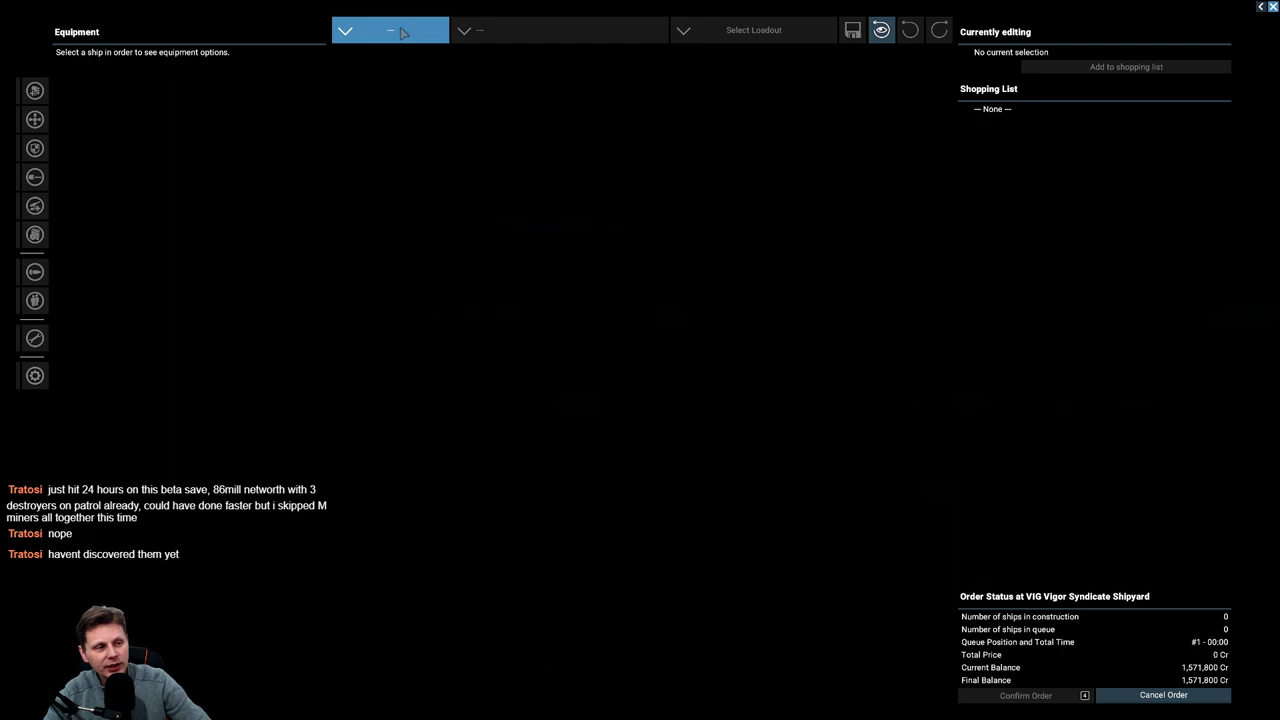 Equipment
Select a ship in order to see equipment options.
—
—
Select Loadout
Currently editing
No current selection
Add to shopping list
Shopping List
— None —
Tratosi just hit 24 hours on this beta save, 86mill networth with 3
destroyers on patrol already, could have done faster but i skipped M
miners all together this time
Tratosi nope
Tratosi havent discovered them yet
Order Status at VIG Vigor Syndicate Shipyard
Number of ships in construction 0
Number of ships in queue 0
Queue Position and Total Time #1 - 00:00
Total Price 0 Cr
Current Balance 1,571,800 Cr
Final Balance 1,571,800 Cr
Confirm Order 4
Cancel Order